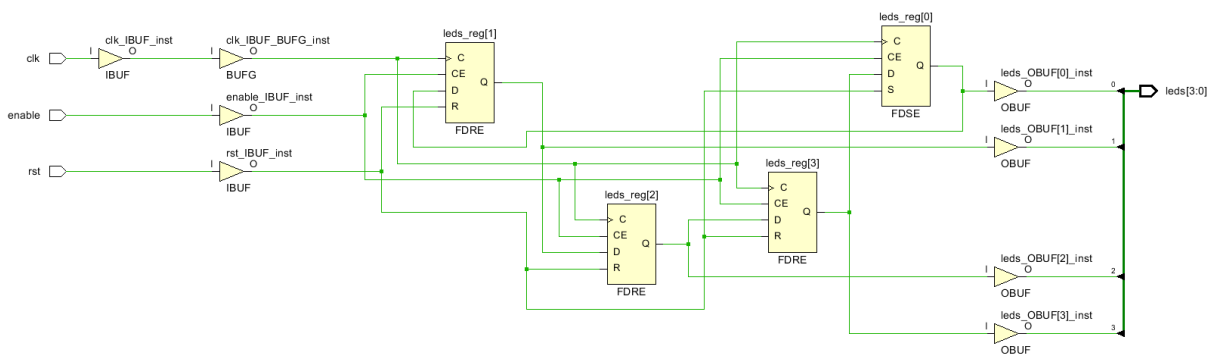 clk
I
clk_IBUF_inst
O
IBUF
I
clk_IBUF_BUFG_inst
O
BUFG
enable
I
enable_IBUF_inst
O
IBUF
rst
I
rst_IBUF_inst
O
IBUF
leds_reg[1]
C
CE
D
R
Q
FDRE
leds_reg[2]
C
CE
D
R
Q
FDRE
leds_reg[3]
C
CE
D
R
Q
FDRE
leds_reg[0]
C
CE
D
S
Q
FDSE
leds_OBUF[0]_inst
I
O
OBUF
0
leds[3:0]
leds_OBUF[1]_inst
I
O
OBUF
1
leds_OBUF[2]_inst
I
O
OBUF
2
leds_OBUF[3]_inst
I
O
OBUF
3